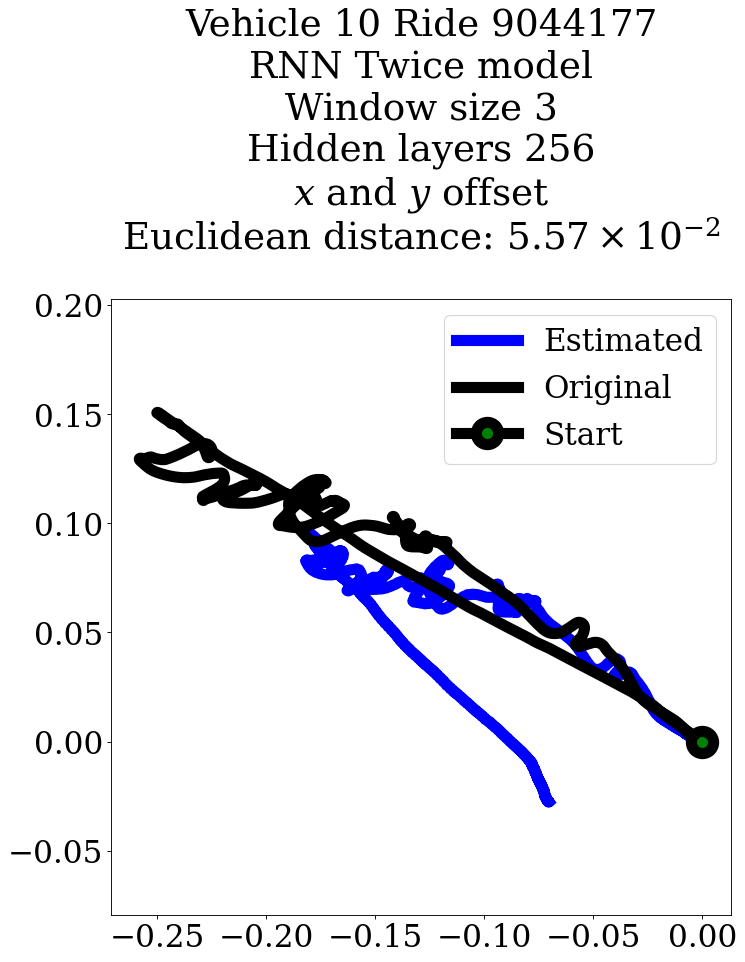 Vehicle 10 Ride 9044177
RNN Twice model
Window size 3
Hidden layers 256
x and y offset
Euclidean distance: 5.57 × 10⁻²
0.20
0.15
0.10
0.05
0.00
−0.05
Estimated
Original
Start
−0.25 −0.20 −0.15 −0.10 −0.05 0.00